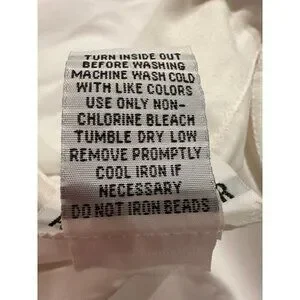 TURN INSIDE OUT
BEFORE WASHING
MACHINE WASH COLD
WITH LIKE COLORS
USE ONLY NON-
CHLORINE BLEACH
TUMBLE DRY LOW
REMOVE PROMPTLY
COOL IRON IF
NECESSARY
DO NOT IRON BEADS